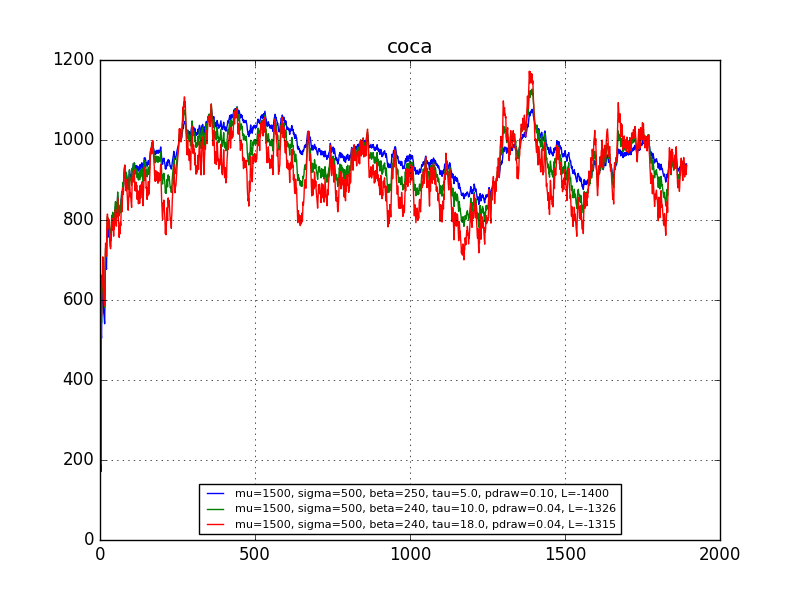 coca
1200
1000
800
600
400
200
0
mu=1500, sigma=500, beta=250, tau=5.0, pdraw=0.10, L=-1400
mu=1500, sigma=500, beta=240, tau=10.0, pdraw=0.04, L=-1326
mu=1500, sigma=500, beta=240, tau=18.0, pdraw=0.04, L=-1315
0 500 1000 1500 2000